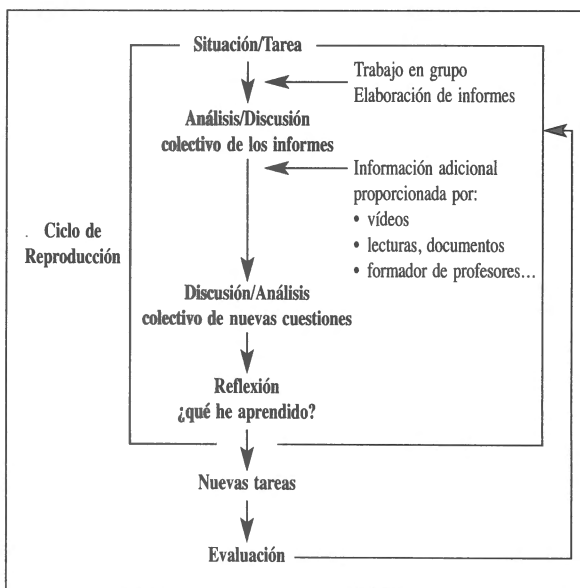 Situación/Tarea
Trabajo en grupo
Elaboración de informes
Análisis/Discusión
colectivo de los informes
Información adicional
proporcionada por:
• vídeos
• lecturas, documentos
• formador de profesores...
Ciclo de
Reproducción
Discusión/Análisis
colectivo de nuevas cuestiones
Reflexión
¿qué he aprendido?
Nuevas tareas
Evaluación